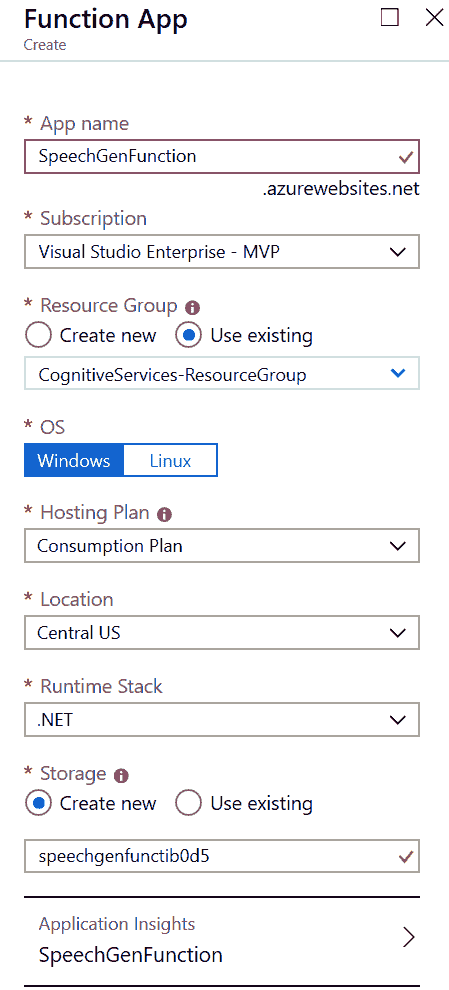 Function App
Create
* App name
SpeechGenFunction
.azurewebsites.net
* Subscription
Visual Studio Enterprise - MVP
* Resource Group
Create new Use existing
CognitiveServices-ResourceGroup
* OS
Windows Linux
* Hosting Plan
Consumption Plan
* Location
Central US
* Runtime Stack
.NET
* Storage
Create new Use existing
speechgenfunctib0d5
Application Insights
SpeechGenFunction